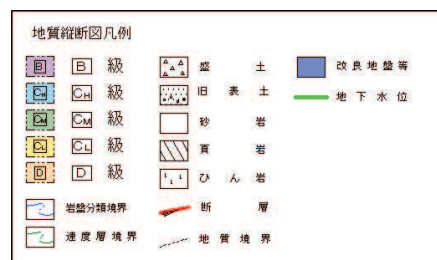 地質縦断図凡例
B B 級
CH CH 級
CM CM 級
CL CL 級
D D 級
岩盤分類境界
速度層境界
盛土
旧表土
砂岩
頁岩
ひん岩
断層
地質境界
改良地盤等
地下水位